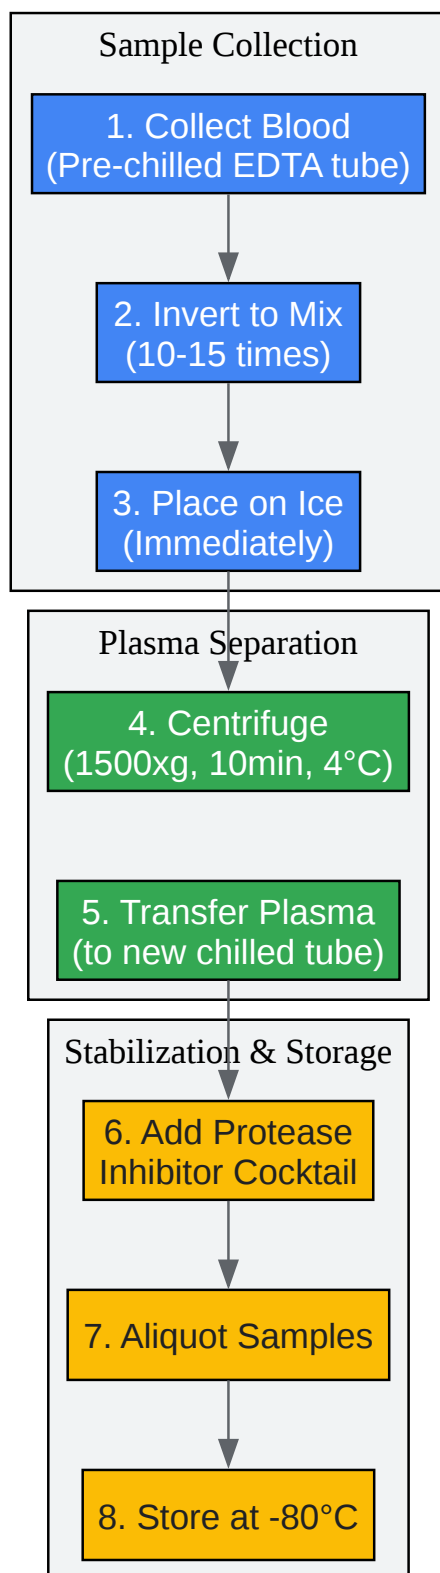 Sample Collection
1. Collect Blood
(Pre-chilled EDTA tube)
2. Invert to Mix
(10-15 times)
3. Place on Ice
(Immediately)
Plasma Separation
4. Centrifuge
(1500xg, 10min, 4°C)
5. Transfer Plasma
(to new chilled tube)
Stabilization & Storage
6. Add Protease
Inhibitor Cocktail
7. Aliquot Samples
8. Store at -80°C